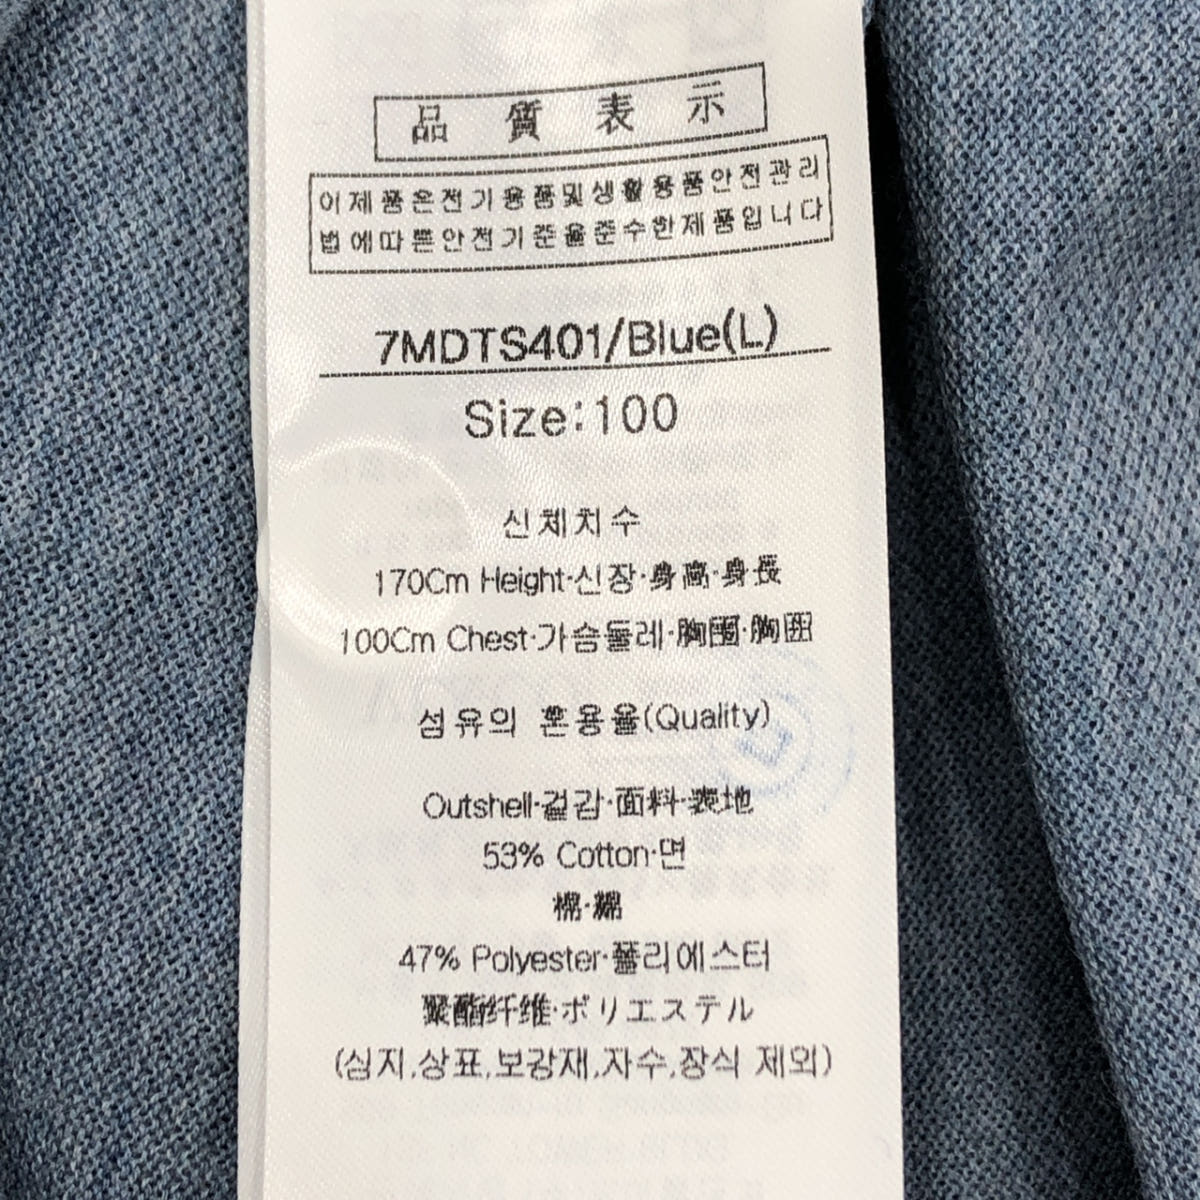 品質表示
이제품은전기용품및생활용품안전관리
법에따른안전기준을준수한제품입니다
7MDTS401/Blue(L)
Size:100
신체치수
170Cm Height·신장·身高·身長
100Cm Chest·가슴둘레·胸围·胸囲
섬유의 혼용율(Quality)
Outshell·겉감·面料·表地
53% Cotton·면
棉·綿
47% Polyester·폴리에스터
聚酯纤维·ポリエステル
(심지,상표,보강재,자수,장식 제외)